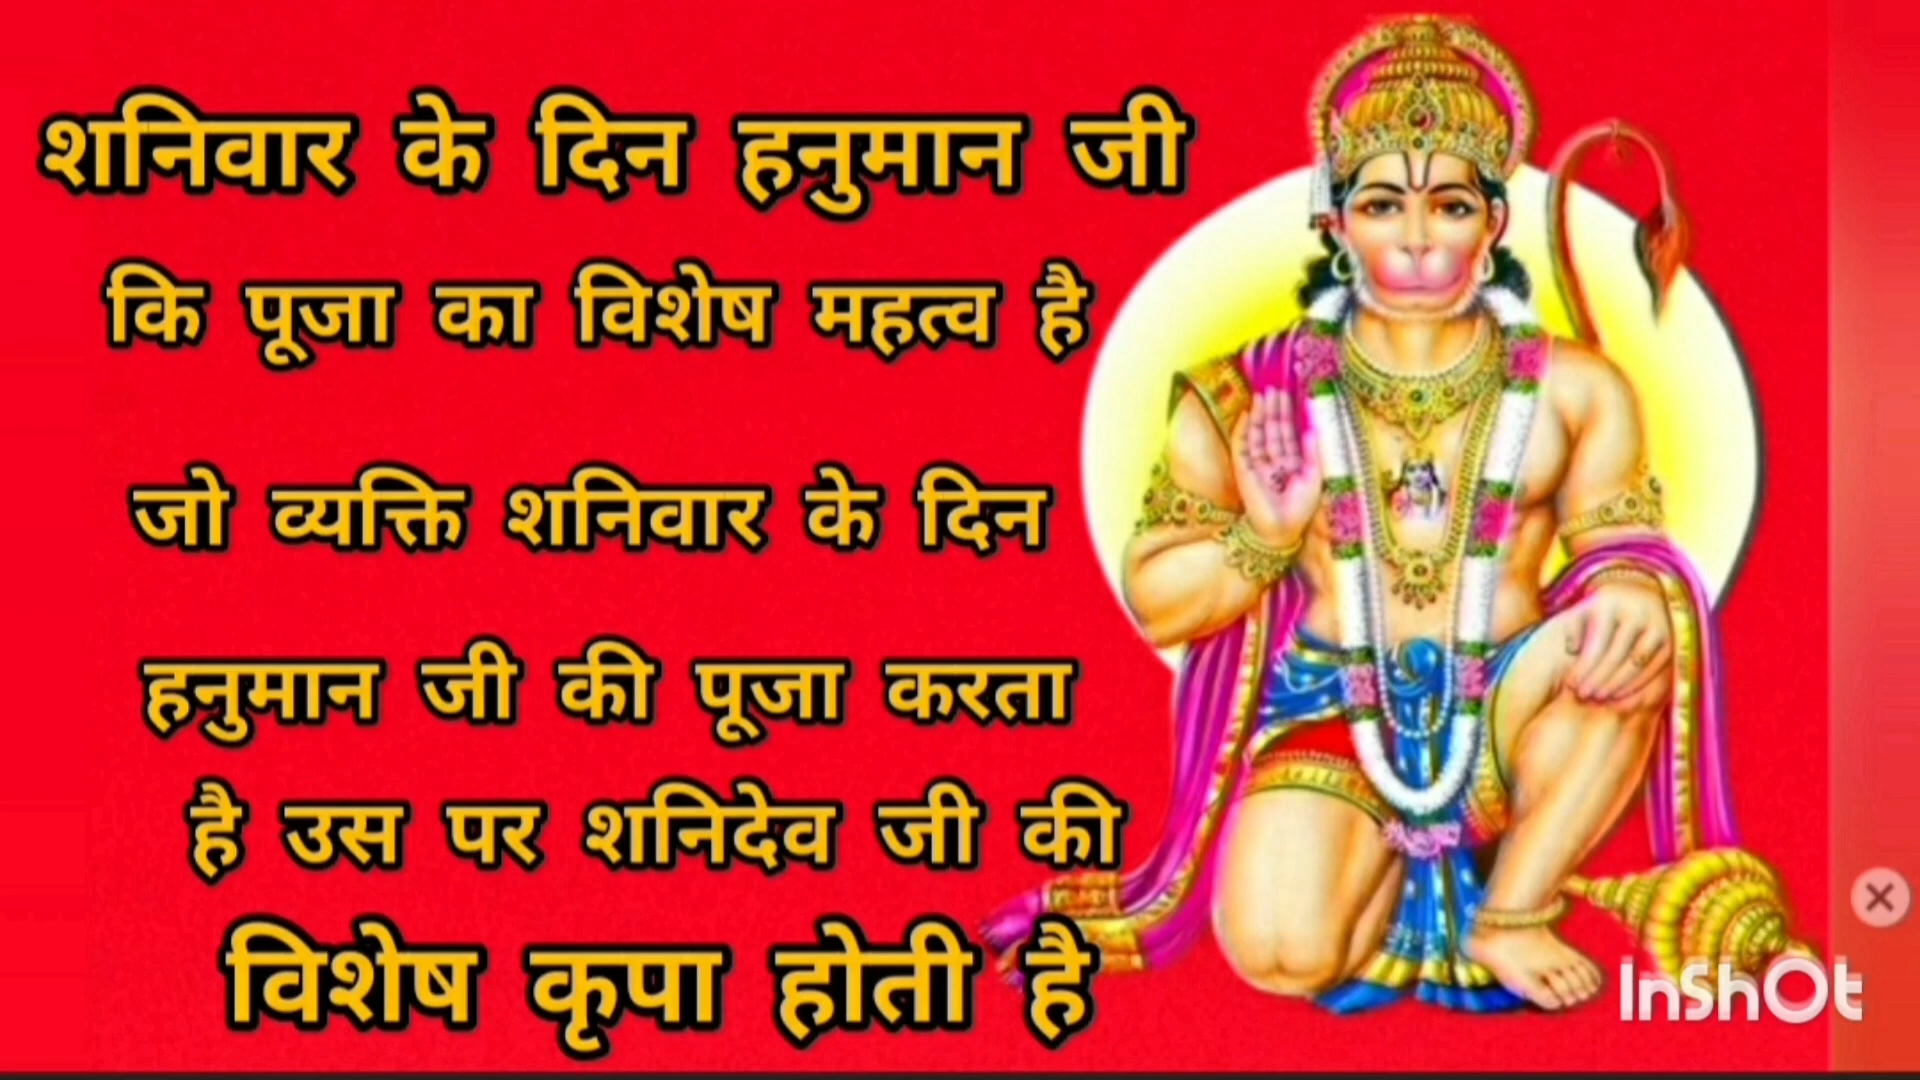 शनिवार के दिन हनुमान जी
कि पूजा का विशेष महत्व है
जो व्यक्ति शनिवार के दिन
हनुमान जी की पूजा करता
है उस पर शनिदेव जी की
विशेष कृपा होती है
InShOt